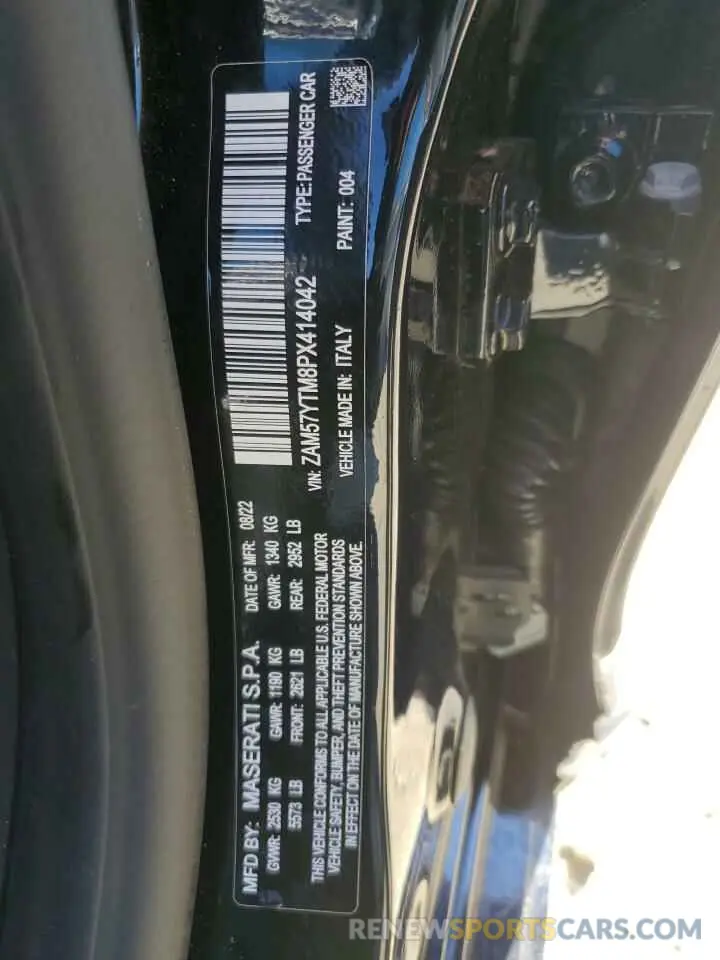 MFD BY: MASERATI S.P.A. DATE OF MFR: 08/22
GVWR: 2530 KG GAWR: 1190 KG GAWR: 1340 KG
5573 LB FRONT: 2621 LB REAR: 2952 LB
THIS VEHICLE CONFORMS TO ALL APPLICABLE U.S. FEDERAL MOTOR
VEHICLE SAFETY, BUMPER, AND THEFT PREVENTION STANDARDS
IN EFFECT ON THE DATE OF MANUFACTURE SHOWN ABOVE.
VIN: ZAM57YTM8PX414042 TYPE: PASSENGER CAR
VEHICLE MADE IN: ITALY PAINT: 004
RENEWSPORTSCARS.COM